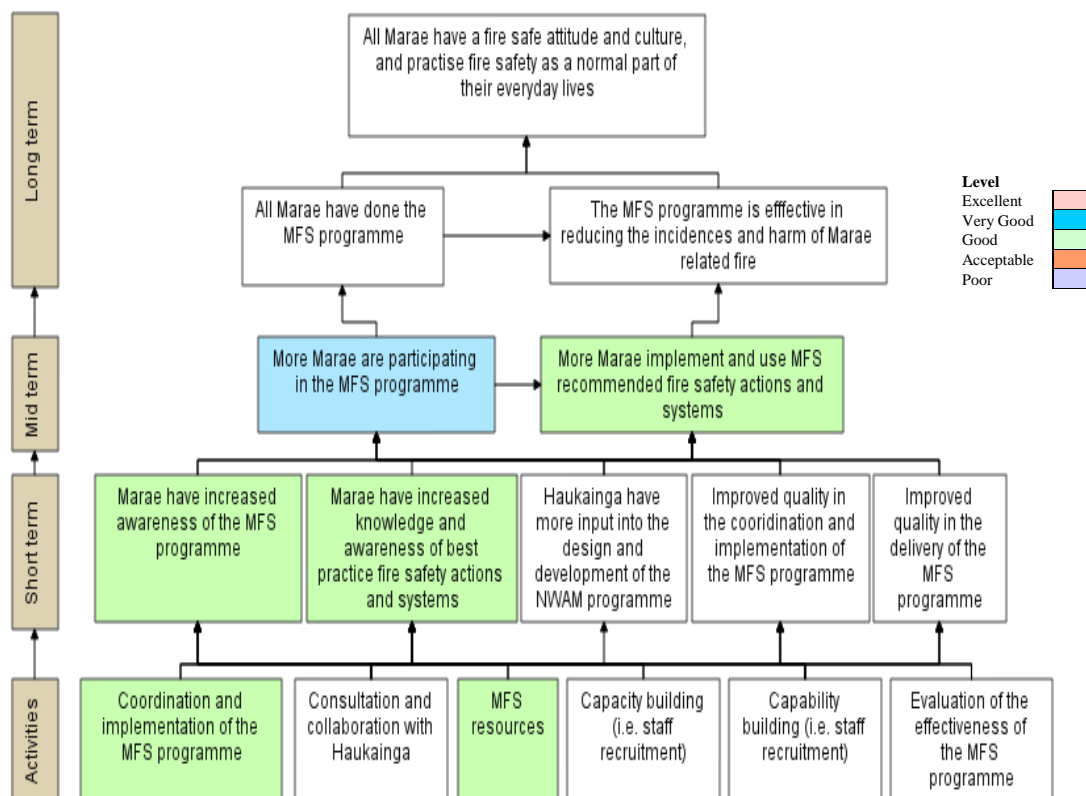 Long term
All Marae have a fire safe attitude and culture,
and practise fire safety as a normal part of
their everyday lives
All Marae have done the
MFS programme
The MFS programme is efffective in
reducing the incidences and harm of Marae
related fire
Level
Excellent
Very Good
Good
Acceptable
Poor
Mid term
More Marae are participating
in the MFS programme
More Marae implement and use MFS
recommended fire safety actions and
systems
Short term
Marae have increased
awareness of the MFS
programme
Marae have increased
knowledge and
awareness of best
practice fire safety actions
and systems
Haukainga have
more input into the
design and
development of the
NWAM programme
Improved quality in
the cooridination and
implementation of
the MFS programme
Improved
quality in the
delivery of the
MFS
programme
Activities
Coordination and
implementation of the
MFS programme
Consultation and
collaboration with
Haukainga
MFS
resources
Capacity building
(i.e. staff
recruitment)
Capability
building (i.e. staff
recruitment)
Evaluation of the
effectiveness of
the MFS
programme